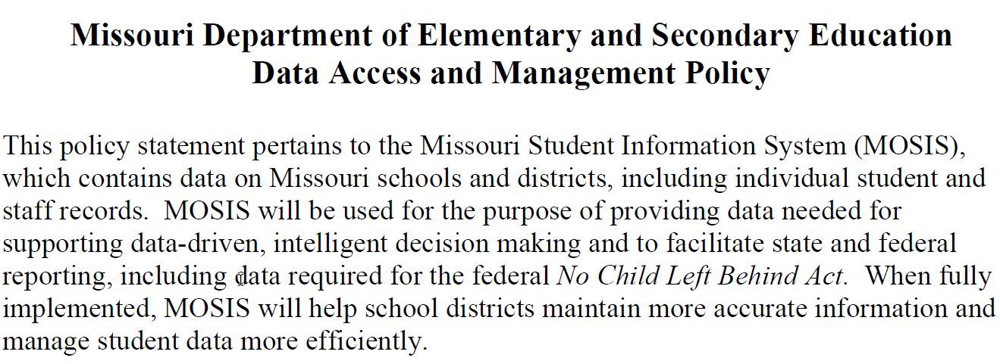 Missouri Department of Elementary and Secondary Education
Data Access and Management Policy
This policy statement pertains to the Missouri Student Information System (MOSIS),
which contains data on Missouri schools and districts, including individual student and
staff records.  MOSIS will be used for the purpose of providing data needed for
supporting data-driven, intelligent decision making and to facilitate state and federal
reporting, including data required for the federal No Child Left Behind Act.  When fully
implemented, MOSIS will help school districts maintain more accurate information and
manage student data more efficiently.